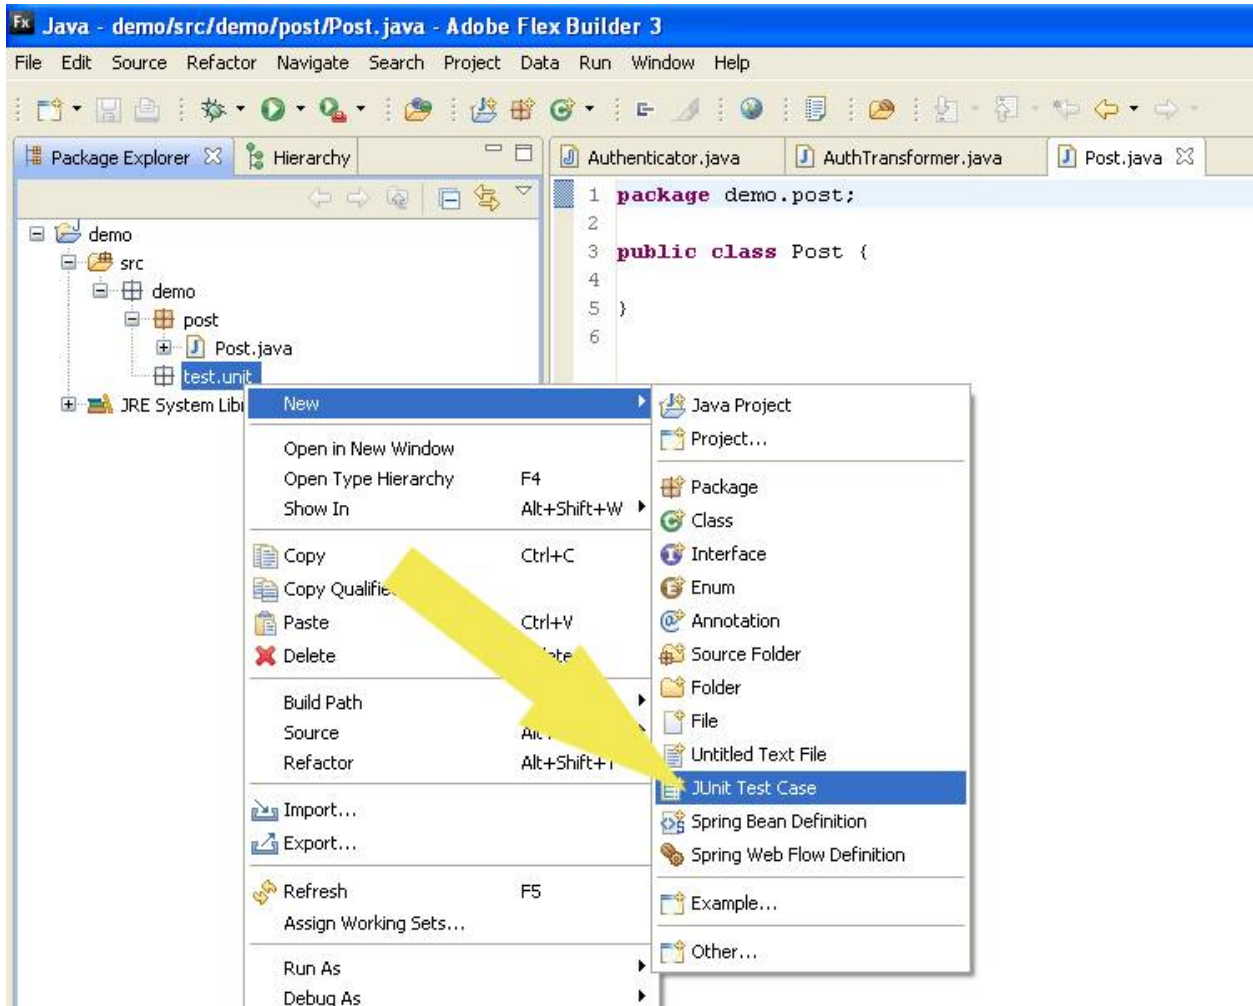 Fx Java - demo/src/demo/post/Post.java - Adobe Flex Builder 3
File Edit Source Refactor Navigate Search Project Data Run Window Help
Package Explorer Hierarchy
Authenticator.java AuthTransformer.java Post.java
1 package demo.post;
2
3 public class Post {
4
5 }
6
demo
src
demo
post
Post.java
test.unit
JRE System Lib
New
Open in New Window
Open Type Hierarchy F4
Show In Alt+Shift+W
Copy Ctrl+C
Copy Qualifie
Paste Ctrl+V
Delete
Build Path
Source
Refactor Alt+Shift+T
Import...
Export...
Refresh F5
Assign Working Sets...
Run As
Debug As
Java Project
Project...
Package
Class
Interface
Enum
Annotation
Source Folder
Folder
File
Untitled Text File
JUnit Test Case
Spring Bean Definition
Spring Web Flow Definition
Example...
Other...